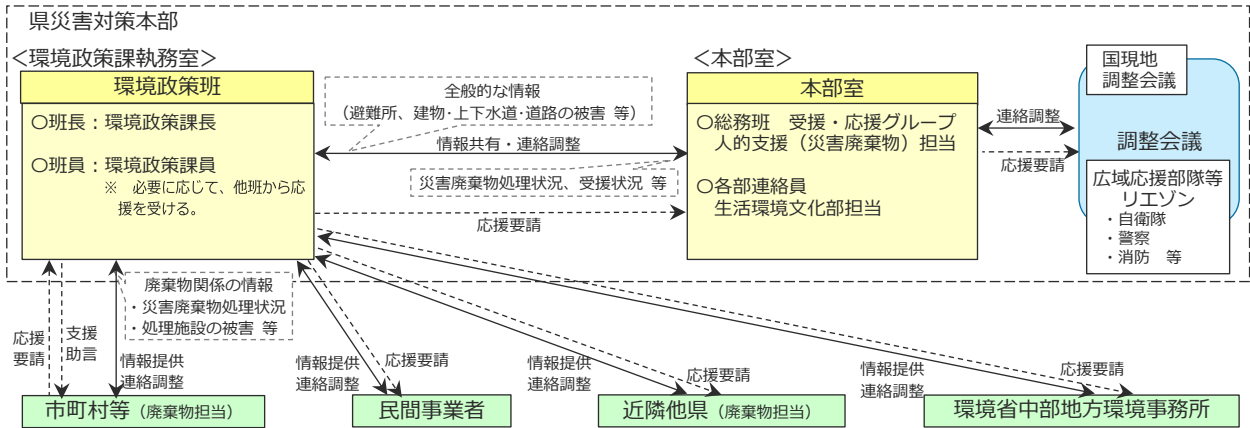 県災害対策本部
＜環境政策課執務室＞
環境政策班
〇班長：環境政策課長
〇班員：環境政策課員
※　必要に応じて、他班から応
援を受ける。
全般的な情報
（避難所、建物・上下水道・道路の被害 等）
情報共有・連絡調整
災害廃棄物処理状況、受援状況 等
応援要請
＜本部室＞
本部室
〇総務班　受援・応援グループ
人的支援（災害廃棄物）担当
〇各部連絡員
生活環境文化部担当
連絡調整
応援要請
国現地
調整会議
調整会議
広域応援部隊等
リエゾン
・自衛隊
・警察
・消防　等
廃棄物関係の情報
・災害廃棄物処理状況
・処理施設の被害 等
応援
要請
支援
助言
情報提供
連絡調整
情報提供
連絡調整
応援要請
情報提供
連絡調整
応援要請
情報提供
連絡調整
応援要請
市町村等（廃棄物担当）
民間事業者
近隣他県（廃棄物担当）
環境省中部地方環境事務所